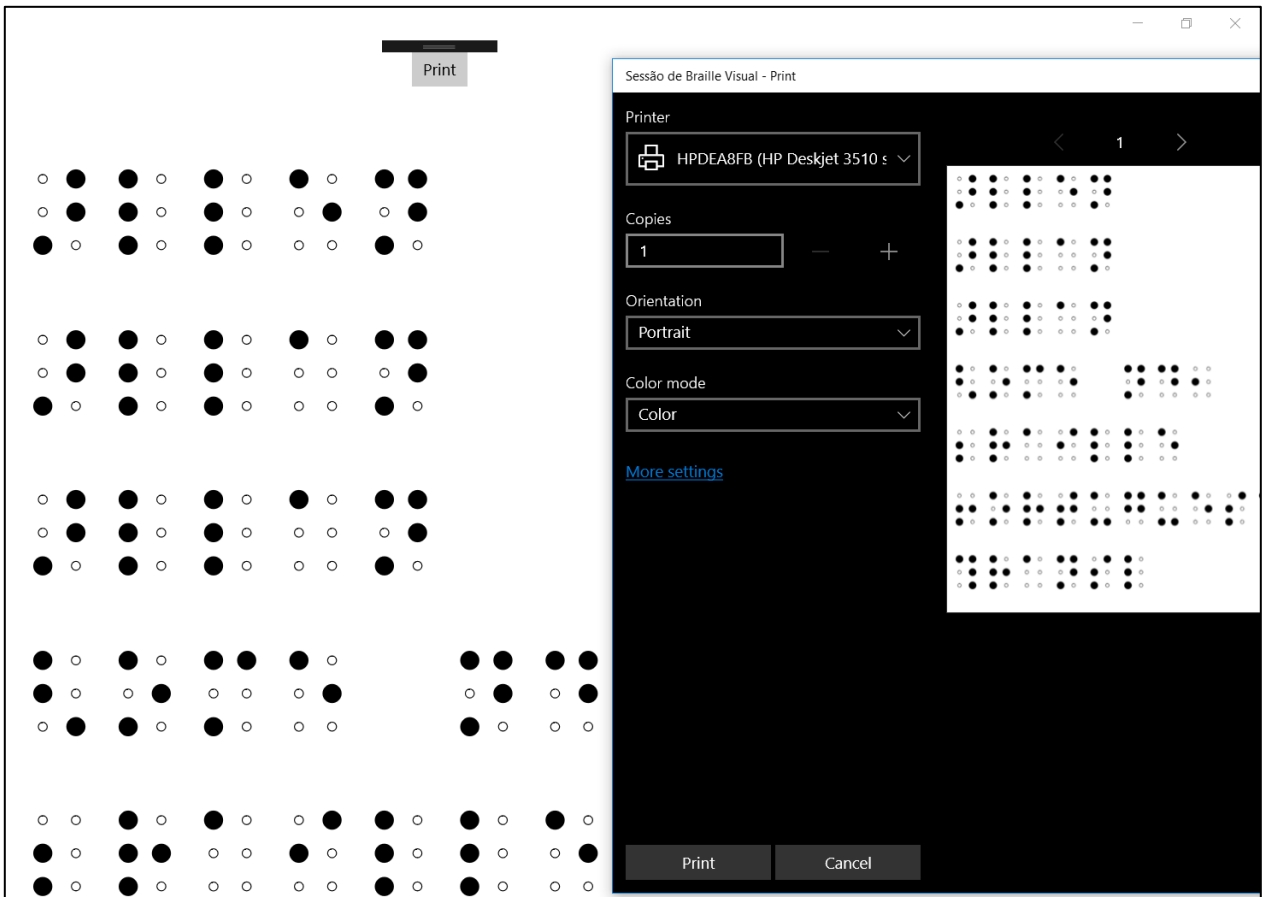 Print
⠜⠇⠇⠑⠝
⠜⠇⠇⠁⠝
⠜⠇⠇⠁⠝
⠣⠕⠍⠑ ⠝⠙
⠆⠗⠁⠊⠇⠇⠑
Sessão de Braille Visual - Print
Printer
HPDEA8FB (HP Deskjet 3510 s
Copies
1
Orientation
Portrait
Color mode
Color
More settings
Print Cancel
1
⠜⠇⠇⠑⠝
⠜⠇⠇⠁⠝
⠜⠇⠇⠁⠝
⠣⠕⠍⠑ ⠝⠙⠂
⠆⠗⠁⠊⠇⠇⠑